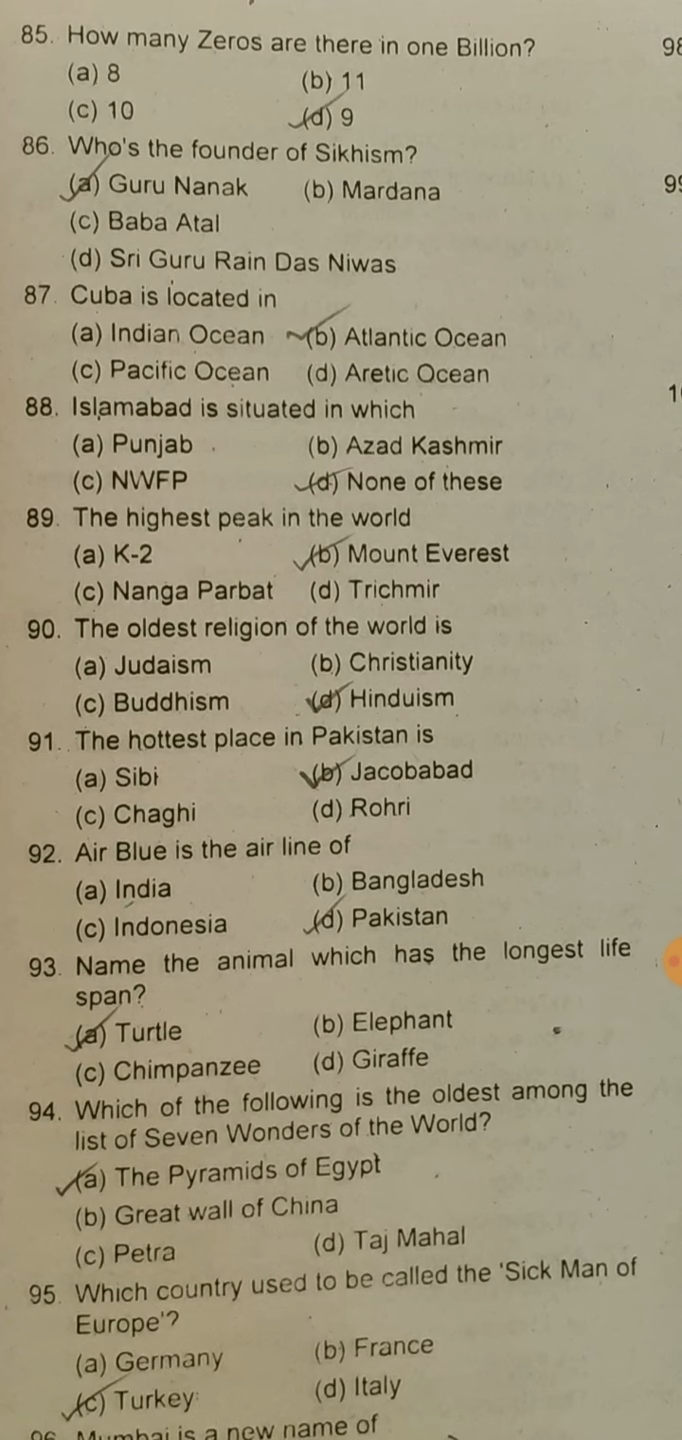 85. How many Zeros are there in one Billion?
(a) 8 (b) 11
(c) 10 (d) 9
86. Who's the founder of Sikhism?
(a) Guru Nanak (b) Mardana
(c) Baba Atal
(d) Sri Guru Rain Das Niwas
87. Cuba is located in
(a) Indian Ocean (b) Atlantic Ocean
(c) Pacific Ocean (d) Aretic Ocean
88. Islamabad is situated in which
(a) Punjab (b) Azad Kashmir
(c) NWFP (d) None of these
89. The highest peak in the world
(a) K-2 (b) Mount Everest
(c) Nanga Parbat (d) Trichmir
90. The oldest religion of the world is
(a) Judaism (b) Christianity
(c) Buddhism (d) Hinduism
91. The hottest place in Pakistan is
(a) Sibi (b) Jacobabad
(c) Chaghi (d) Rohri
92. Air Blue is the air line of
(a) India (b) Bangladesh
(c) Indonesia (d) Pakistan
93. Name the animal which has the longest life
span?
(a) Turtle (b) Elephant
(c) Chimpanzee (d) Giraffe
94. Which of the following is the oldest among the
list of Seven Wonders of the World?
(a) The Pyramids of Egypt
(b) Great wall of China
(c) Petra (d) Taj Mahal
95. Which country used to be called the 'Sick Man of
Europe'?
(a) Germany (b) France
(c) Turkey (d) Italy
96. Mumbai is a new name of